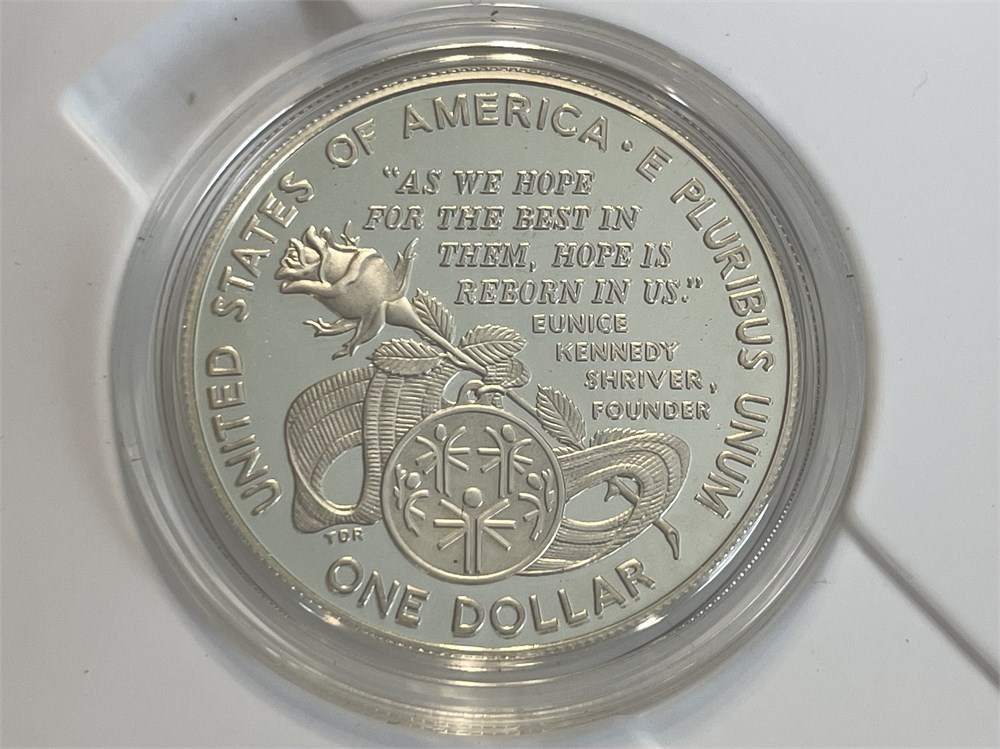 UNITED STATES OF AMERICA · E PLURIBUS UNUM
"AS WE HOPE
FOR THE BEST IN
THEM, HOPE IS
REBORN IN US."
EUNICE
KENNEDY
SHRIVER,
FOUNDER
TDR
ONE DOLLAR